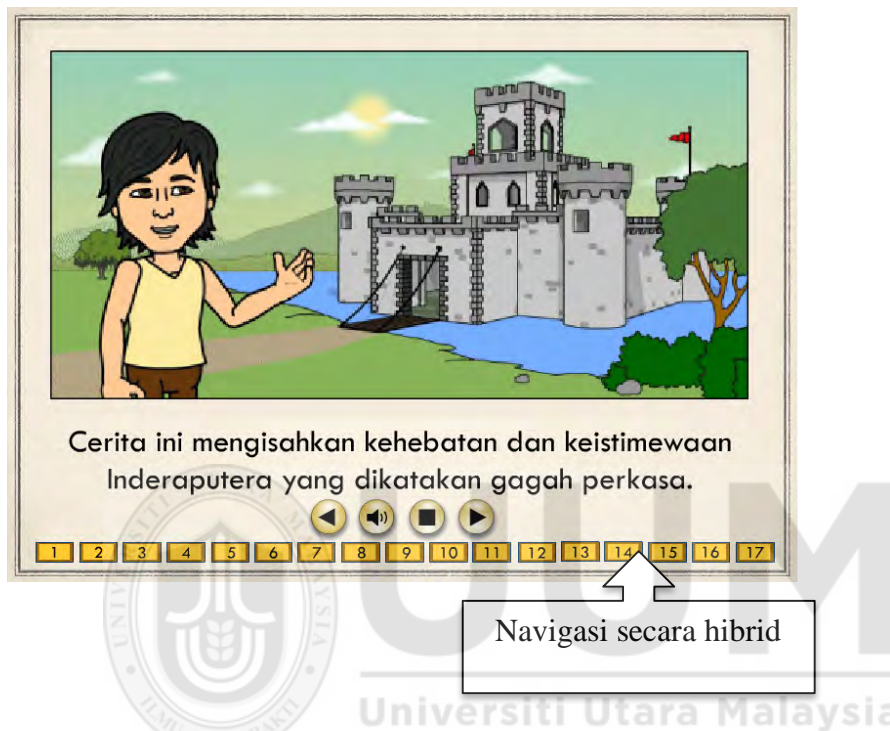 Cerita ini mengisahkan kehebatan dan keistimewaan
Inderaputera yang dikatakan gagah perkasa.
1 2 3 4 5 6 7 8 9 10 11 12 13 14 15 16 17
Navigasi secara hibrid
UUM
Universiti Utara Malaysia